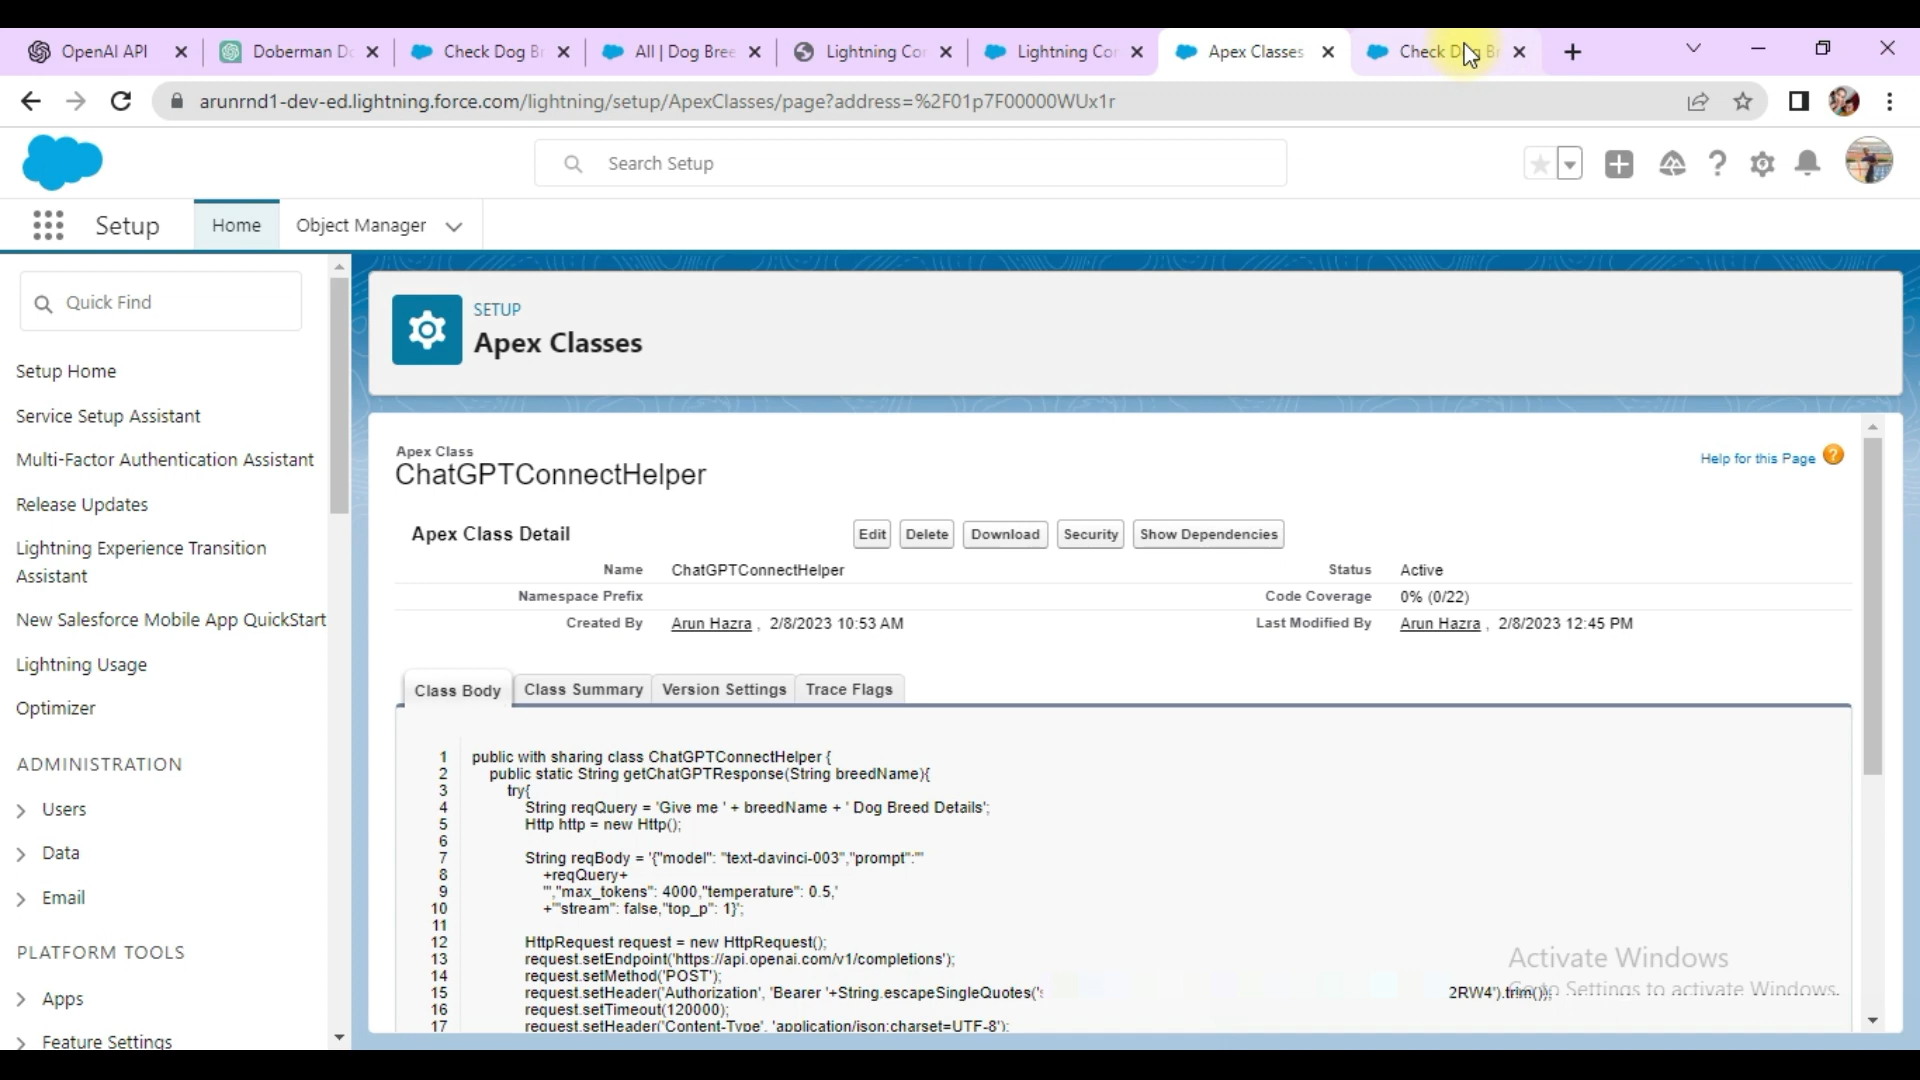 OpenAI API
Doberman Do
Check Dog Br
All | Dog Bree
Lightning Cor
Lightning Cor
Apex Classes
Check Dog Br
arunrnd1-dev-ed.lightning.force.com/lightning/setup/ApexClasses/page?address=%2F01p7F00000WUx1r
Search Setup
Setup
Home
Object Manager
Quick Find
Setup Home
Service Setup Assistant
Multi-Factor Authentication Assistant
Release Updates
Lightning Experience Transition
Assistant
New Salesforce Mobile App QuickStart
Lightning Usage
Optimizer
ADMINISTRATION
Users
Data
Email
PLATFORM TOOLS
Apps
Feature Settings
SETUP
Apex Classes
Apex Class
ChatGPTConnectHelper
Help for this Page ?
Apex Class Detail
Edit Delete Download Security Show Dependencies
Name ChatGPTConnectHelper Status Active
Namespace Prefix Code Coverage 0% (0/22)
Created By Arun Hazra , 2/8/2023 10:53 AM Last Modified By Arun Hazra , 2/8/2023 12:45 PM
Class Body Class Summary Version Settings Trace Flags
1 public with sharing class ChatGPTConnectHelper {
2 public static String getChatGPTResponse(String breedName){
3 try{
4 String reqQuery = 'Give me ' + breedName + ' Dog Breed Details';
5 Http http = new Http();
6
7 String reqBody = '{"model": "text-davinci-003","prompt":"'
8 +reqQuery+
9 '","max_tokens": 4000,"temperature": 0.5,'
10 +'"stream": false,"top_p": 1}';
11
12 HttpRequest request = new HttpRequest();
13 request.setEndpoint('https://api.openai.com/v1/completions');
14 request.setMethod('POST');
15 request.setHeader('Authorization', 'Bearer '+String.escapeSingleQuotes('s 2RW4').trim());
16 request.setTimeout(120000);
17 request.setHeader('Content-Type', 'application/json;charset=UTF-8');
Activate Windows
Go to Settings to activate Windows.